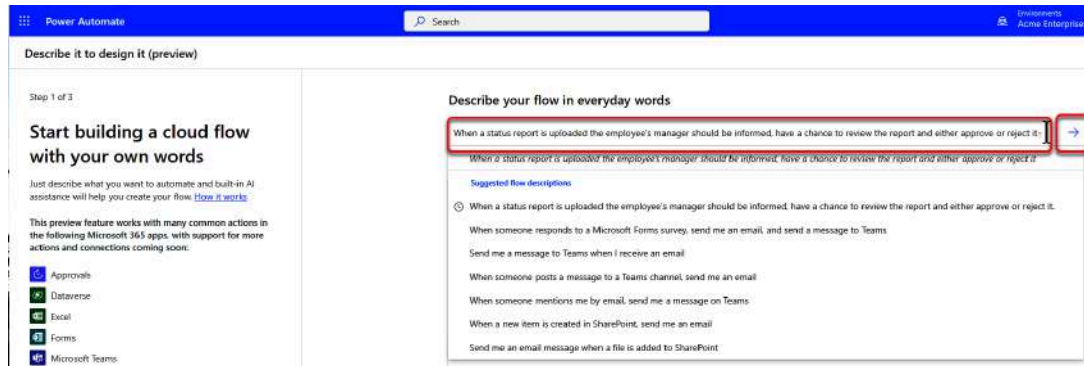 Power Automate
Search
Environments
Acme Enterprise
Describe it to design it (preview)
Step 1 of 3
Start building a cloud flow
with your own words
Just describe what you want to automate and built-in AI
assistance will help you create your flow. How it works
This preview feature works with many common actions in
the following Microsoft 365 apps, with support for more
actions and connections coming soon:
Approvals
Dataverse
Excel
Forms
Microsoft Teams
Describe your flow in everyday words
When a status report is uploaded the employee's manager should be informed, have a chance to review the report and either approve or reject it
When a status report is uploaded the employee's manager should be informed, have a chance to review the report and either approve or reject it
Suggested flow descriptions
When a status report is uploaded the employee's manager should be informed, have a chance to review the report and either approve or reject it.
When someone responds to a Microsoft Forms survey, send me an email, and send a message to Teams
Send me a message to Teams when I receive an email
When someone posts a message to a Teams channel, send me an email
When someone mentions me by email, send me a message on Teams
When a new item is created in SharePoint, send me an email
Send me an email message when a file is added to SharePoint